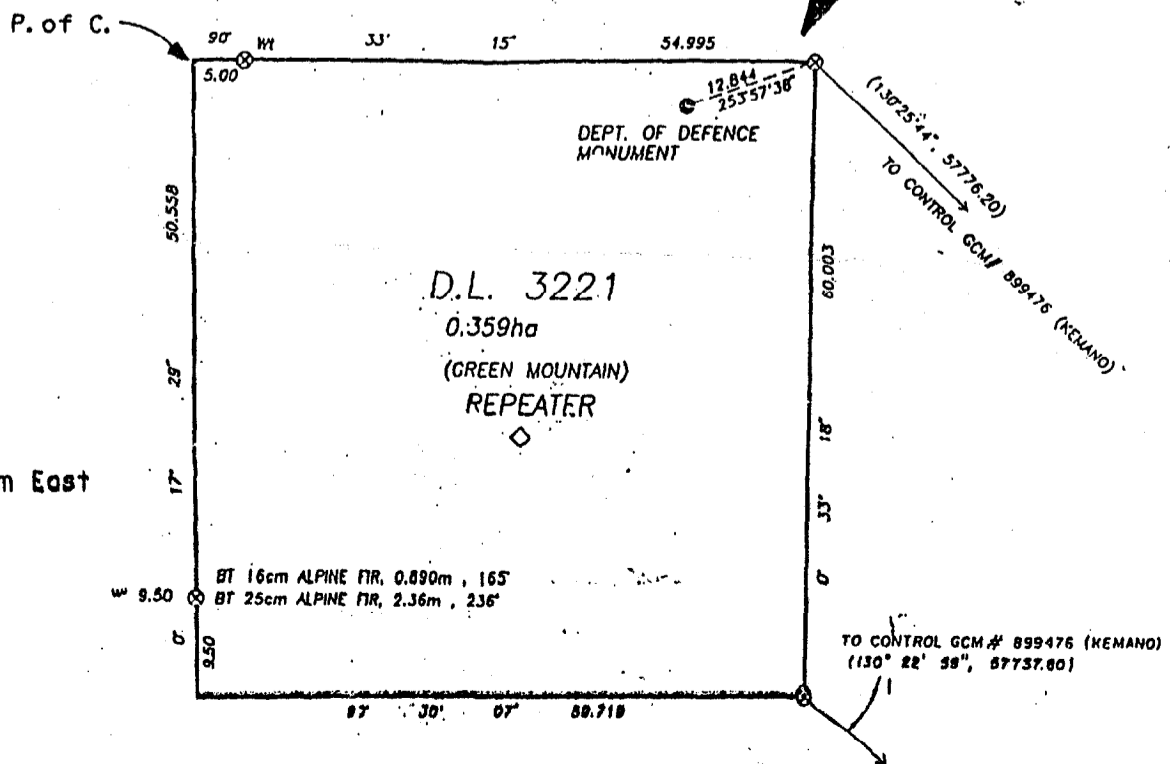 P. of C.
90° Wt 33' 15" 54.995
5.00
12.844
253°57'38"
DEPT. OF DEFENCE
MONUMENT
(130°25'44", 57776.20)
TO CONTROL GCM# 899476 (KEMANO)
50.558
29"
17'
0°
60.003
18"
33'
0°
D.L. 3221
0.359ha
(GREEN MOUNTAIN)
REPEATER
m East
BT 16cm ALPINE FIR, 0.890m , 165°
W 9.50 BT 25cm ALPINE FIR, 2.36m , 236°
9.50
TO CONTROL GCM# 899476 (KEMANO)
(130° 22' 58", 57737.60)
30' 07"